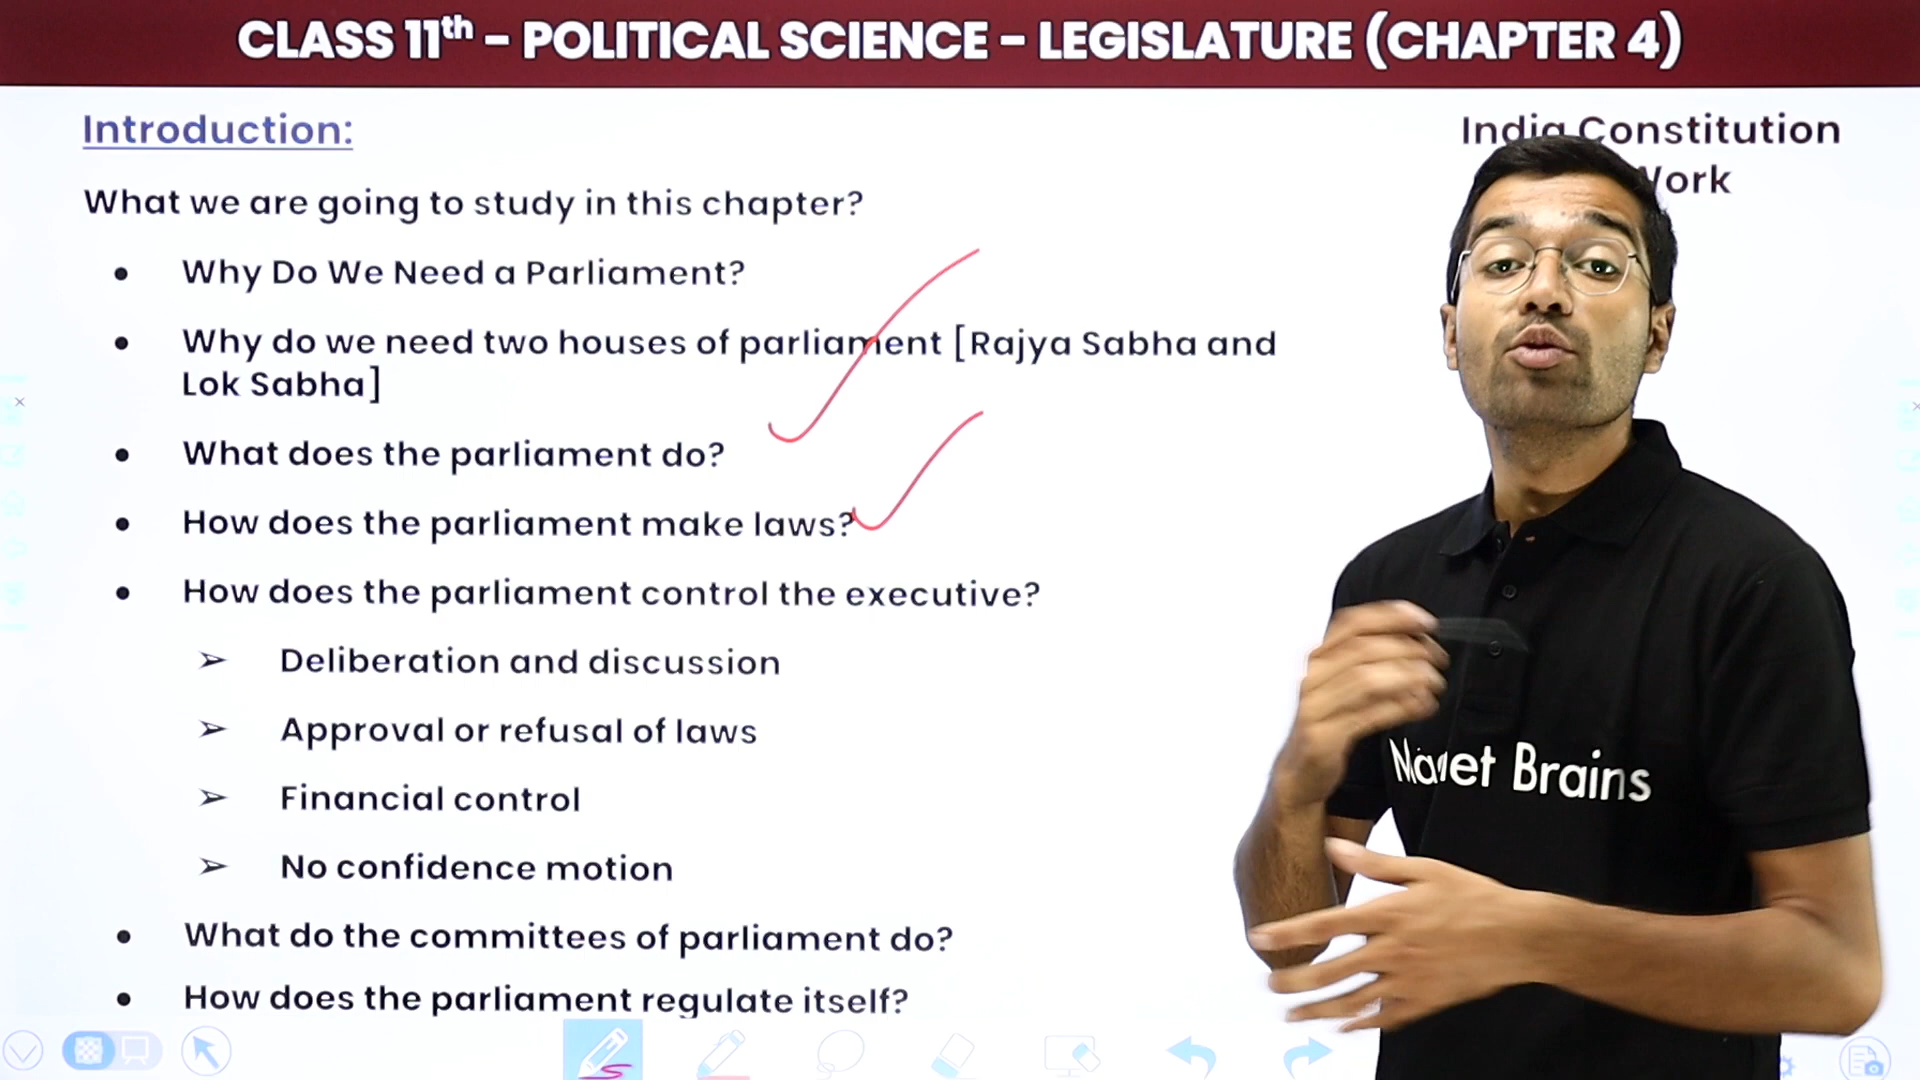 CLASS 11th - POLITICAL SCIENCE - LEGISLATURE (CHAPTER 4)
Introduction:
India Constitution
Work
What we are going to study in this chapter?
• Why Do We Need a Parliament?
• Why do we need two houses of parliament [Rajya Sabha and
Lok Sabha]
• What does the parliament do?
• How does the parliament make laws?
• How does the parliament control the executive?
➢ Deliberation and discussion
➢ Approval or refusal of laws
➢ Financial control
➢ No confidence motion
• What do the committees of parliament do?
• How does the parliament regulate itself?
Brains